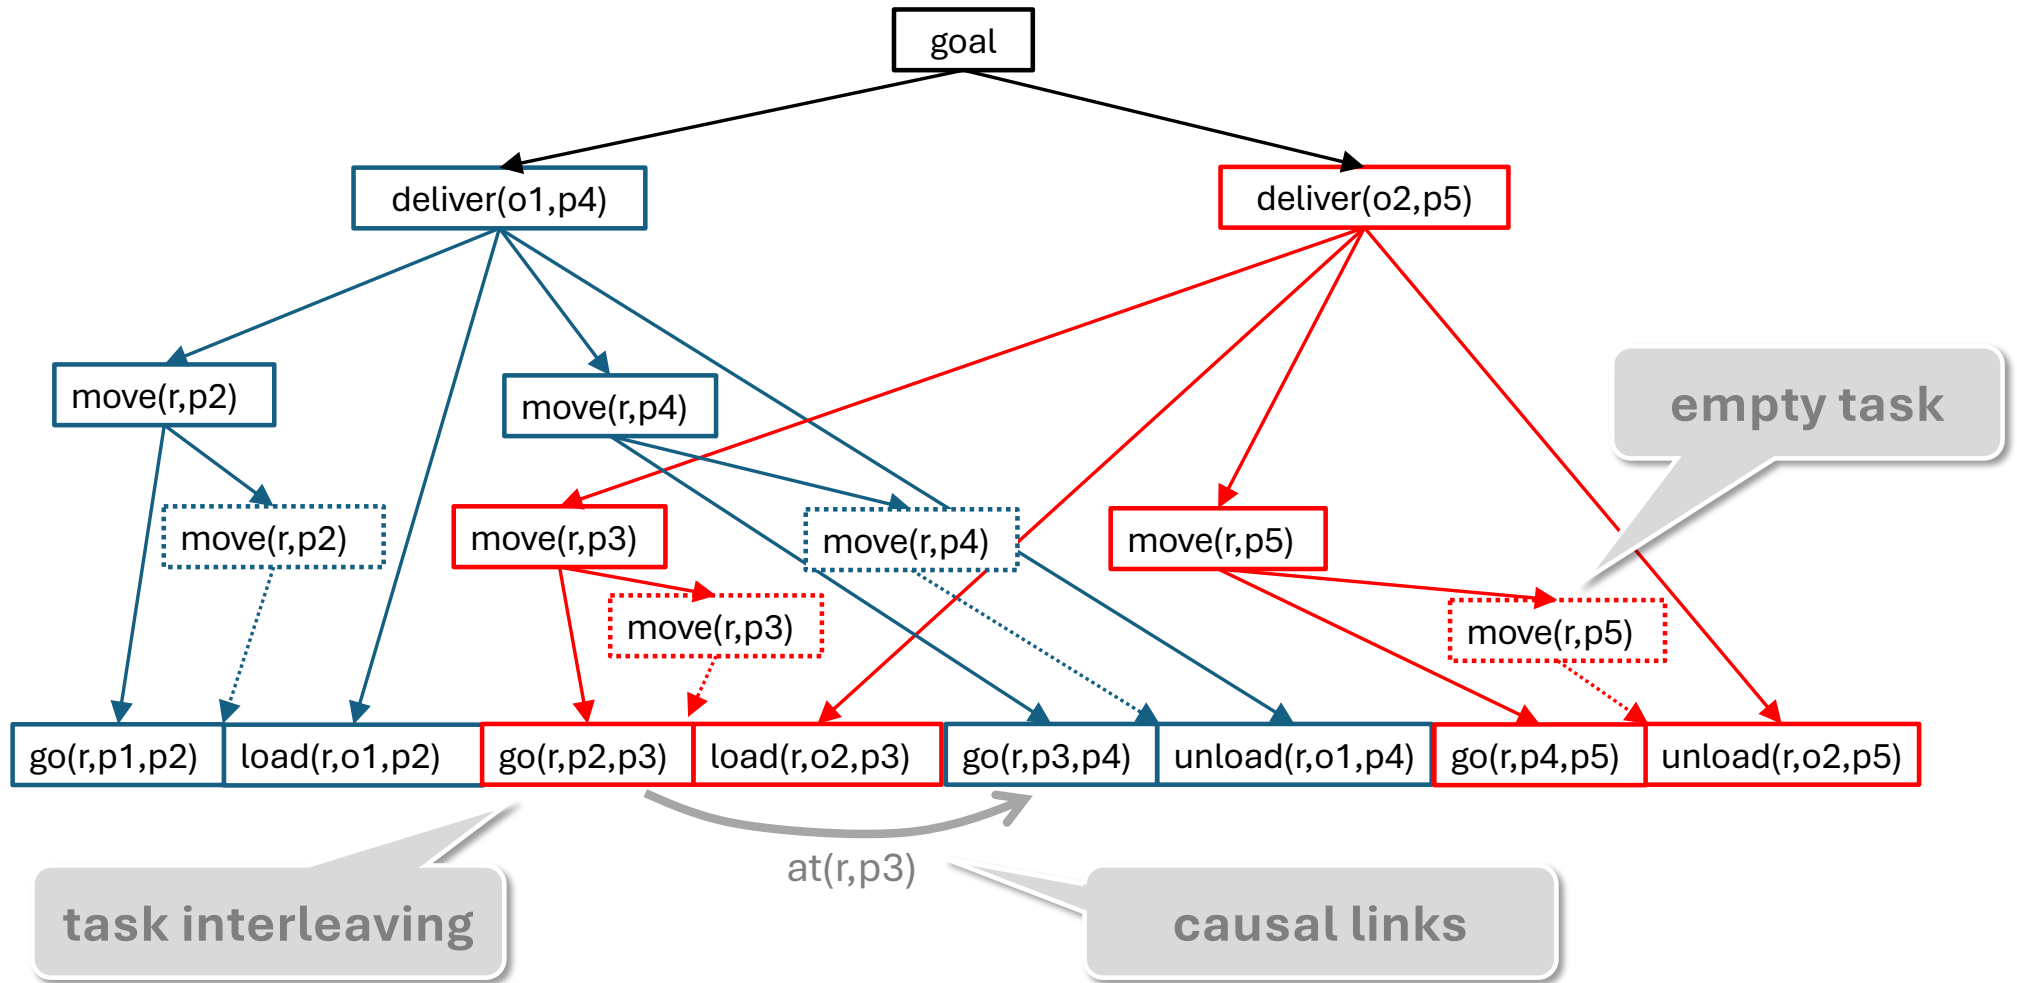 goal
deliver(o1,p4)
deliver(o2,p5)
move(r,p2)
move(r,p4)
empty task
move(r,p2)
move(r,p3)
move(r,p4)
move(r,p5)
move(r,p3)
move(r,p5)
go(r,p1,p2) load(r,o1,p2) go(r,p2,p3) load(r,o2,p3) go(r,p3,p4) unload(r,o1,p4) go(r,p4,p5) unload(r,o2,p5)
at(r,p3)
task interleaving
causal links